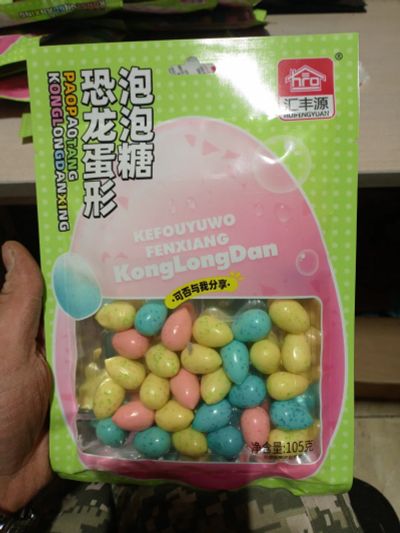 泡泡糖
恐龙蛋形
PAOPAOTANG
KONGLONGDANXING
hfo
®
汇丰源
HUIFENGYUAN
KEFOUYUWO
FENXIANG
KongLongDan
可否与我分享
净含量:105克